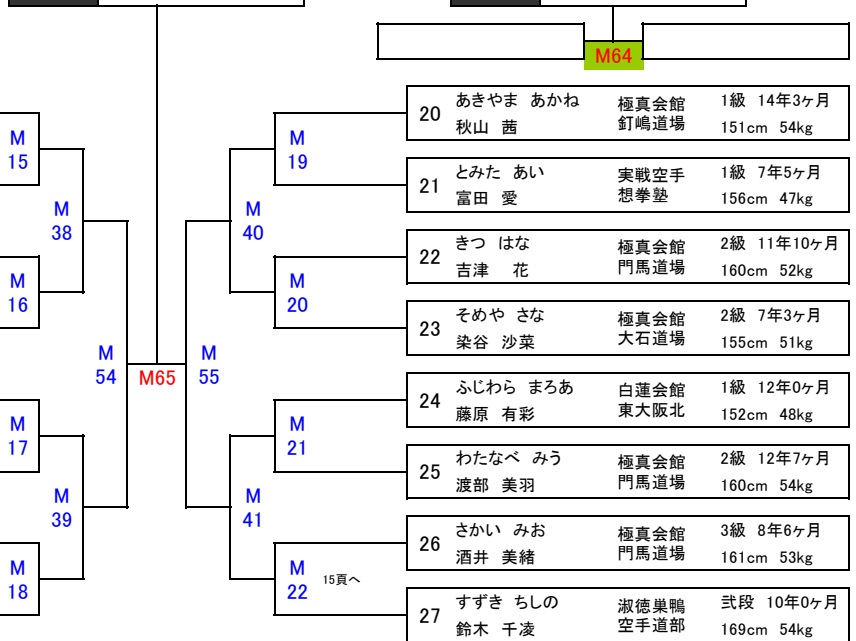 M64
M
15
M
38
M
16
M
54
M65
M
55
M
17
M
39
M
18
M
19
M
40
M
20
M
21
M
41
M
22
15頁へ
20
あきやま あかね
秋山 茜
極真会館
釘嶋道場
1級 14年3ヶ月
151cm 54kg
21
とみた あい
富田 愛
実戦空手
想拳塾
1級 7年5ヶ月
156cm 47kg
22
きつ はな
吉津 花
極真会館
門馬道場
2級 11年10ヶ月
160cm 52kg
23
そめや さな
染谷 沙菜
極真会館
大石道場
2級 7年3ヶ月
155cm 51kg
24
ふじわら まろあ
藤原 有彩
白蓮会館
東大阪北
1級 12年0ヶ月
152cm 48kg
25
わたなべ みう
渡部 美羽
極真会館
門馬道場
2級 12年7ヶ月
160cm 54kg
26
さかい みお
酒井 美緒
極真会館
門馬道場
3級 8年6ヶ月
161cm 53kg
27
すずき ちしの
鈴木 千凌
淑徳巣鴨
空手道部
弐段 10年0ヶ月
169cm 54kg